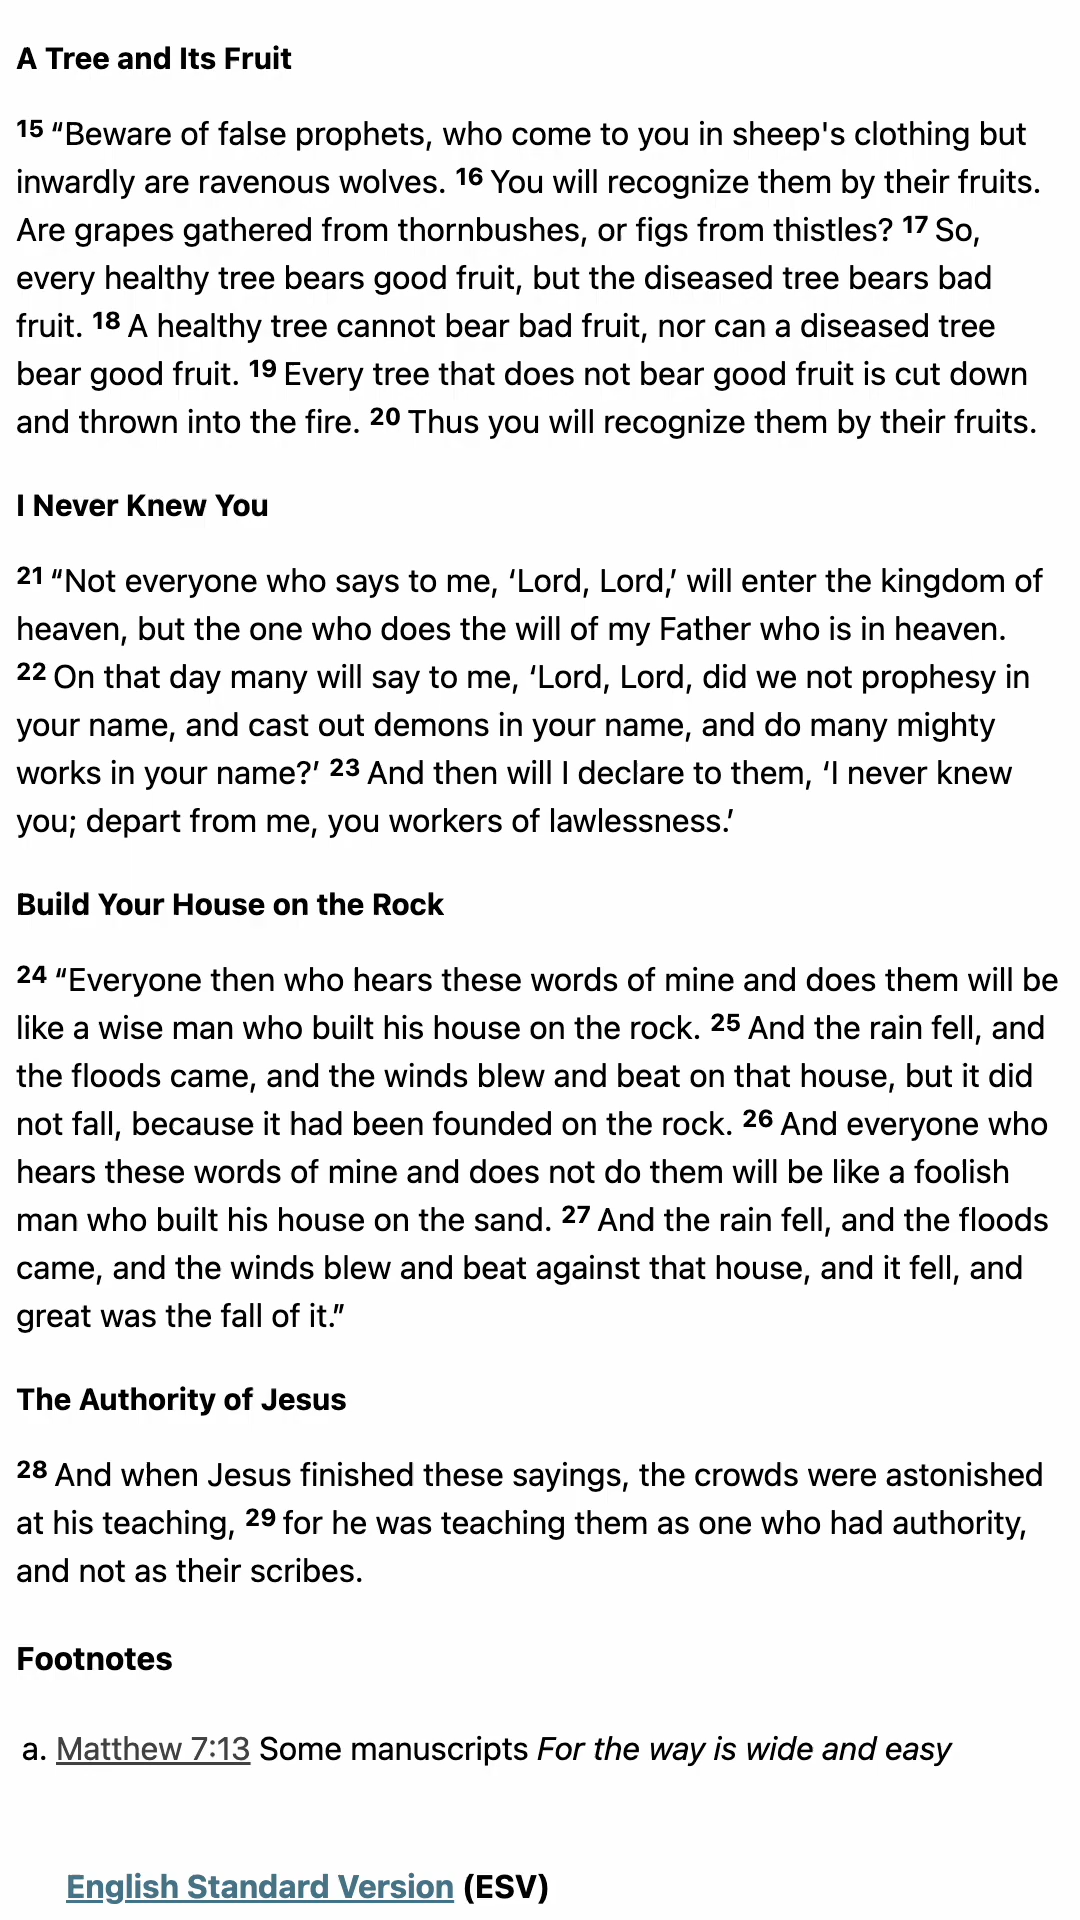 A Tree and Its Fruit
15 “Beware of false prophets, who come to you in sheep's clothing but
inwardly are ravenous wolves. 16 You will recognize them by their fruits.
Are grapes gathered from thornbushes, or figs from thistles? 17 So,
every healthy tree bears good fruit, but the diseased tree bears bad
fruit. 18 A healthy tree cannot bear bad fruit, nor can a diseased tree
bear good fruit. 19 Every tree that does not bear good fruit is cut down
and thrown into the fire. 20 Thus you will recognize them by their fruits.
I Never Knew You
21 “Not everyone who says to me, ‘Lord, Lord,’ will enter the kingdom of
heaven, but the one who does the will of my Father who is in heaven.
22 On that day many will say to me, ‘Lord, Lord, did we not prophesy in
your name, and cast out demons in your name, and do many mighty
works in your name?’ 23 And then will I declare to them, ‘I never knew
you; depart from me, you workers of lawlessness.’
Build Your House on the Rock
24 “Everyone then who hears these words of mine and does them will be
like a wise man who built his house on the rock. 25 And the rain fell, and
the floods came, and the winds blew and beat on that house, but it did
not fall, because it had been founded on the rock. 26 And everyone who
hears these words of mine and does not do them will be like a foolish
man who built his house on the sand. 27 And the rain fell, and the floods
came, and the winds blew and beat against that house, and it fell, and
great was the fall of it.”
The Authority of Jesus
28 And when Jesus finished these sayings, the crowds were astonished
at his teaching, 29 for he was teaching them as one who had authority,
and not as their scribes.
Footnotes
a. Matthew 7:13 Some manuscripts For the way is wide and easy
English Standard Version (ESV)